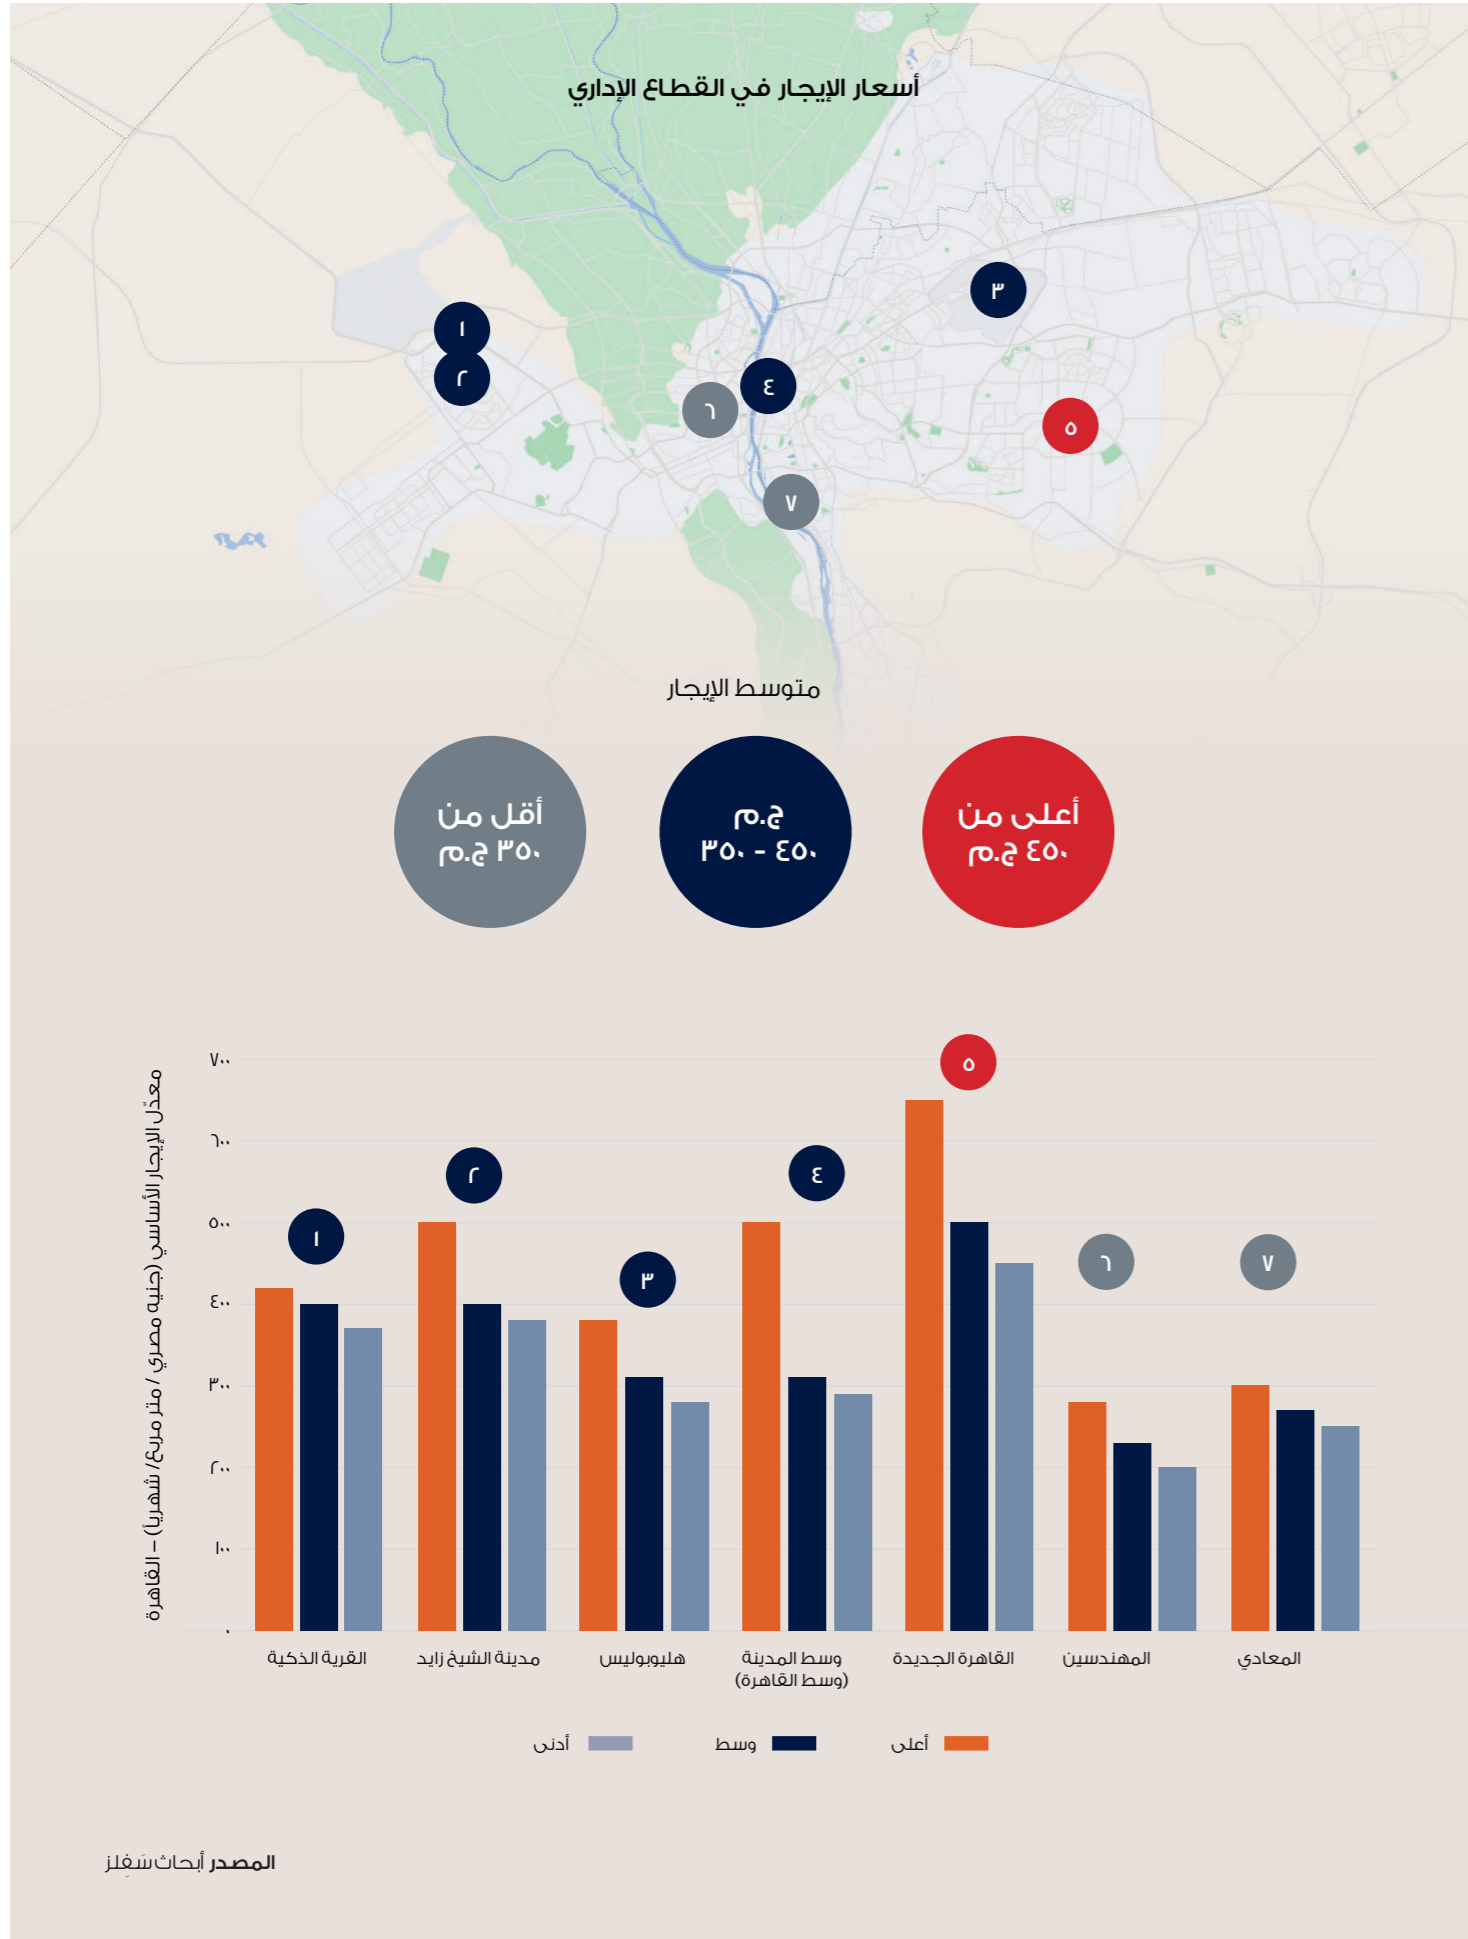 أسعار الإيجار في القطاع الإداري
٣
١
٢
٤
٦
٥
٧
متوسط الإيجار
أعلى من
٤٥٠ ج.م
ج.م
٤٥٠ - ٣٥٠
أقل من
٣٥٠ ج.م
معدّل الإيجار الأساسي (جنيه مصري / متر مربع/ شهرياً) – القاهرة
٧٠٠
٦٠٠
٥٠٠
٤٠٠
٣٠٠
٢٠٠
١٠٠
٠
١
٢
٣
٤
٥
٦
٧
القرية الذكية
مدينة الشيخ زايد
هليوبوليس
وسط المدينة
(وسط القاهرة)
القاهرة الجديدة
المهندسين
المعادي
أعلى
وسط
أدنى
المصدر أبحاث سَفِلز